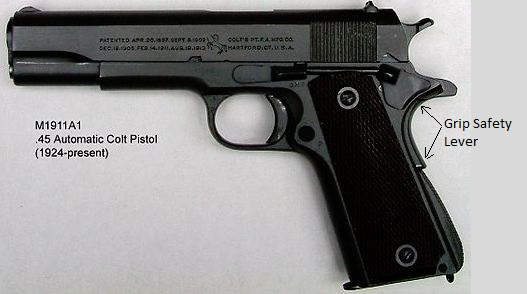 PATENTED APR.20.1897.SEPT.9.1902
DEC.19.1905.FEB.14.1911.AUG.19.1913
COLT'S PT.F.A.MFG.CO.
HARTFORD.CT.U.S.A.
M1911A1
.45 Automatic Colt Pistol
(1924-present)
Grip Safety
Lever
P